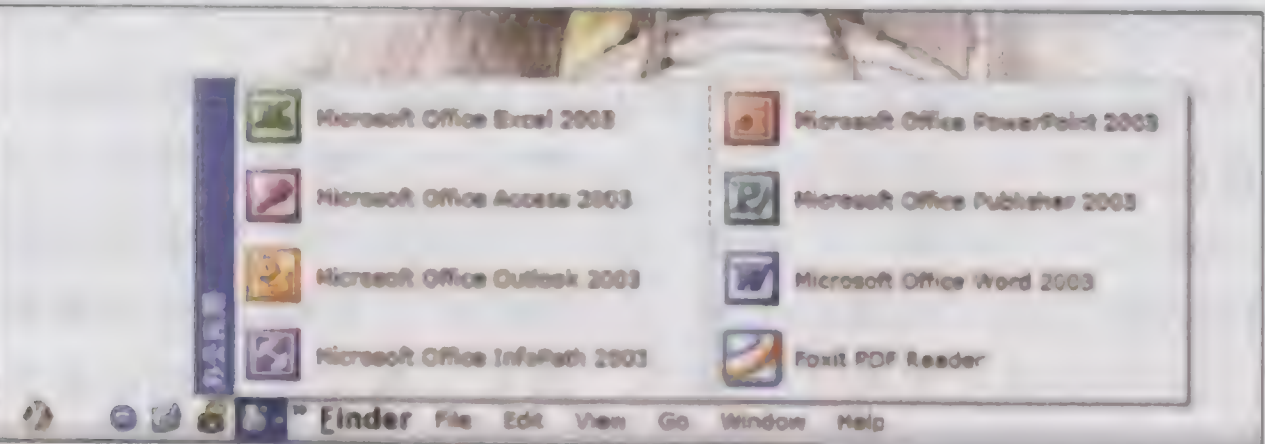 Microsoft Office Excel 2003
Microsoft Office PowerPoint 2003
Microsoft Office Access 2003
Microsoft Office Publisher 2003
Microsoft Office Outlook 2003
Microsoft Office Word 2003
Microsoft Office InfoPath 2003
Foxit PDF Reader
Finder File Edit View Go Window Help